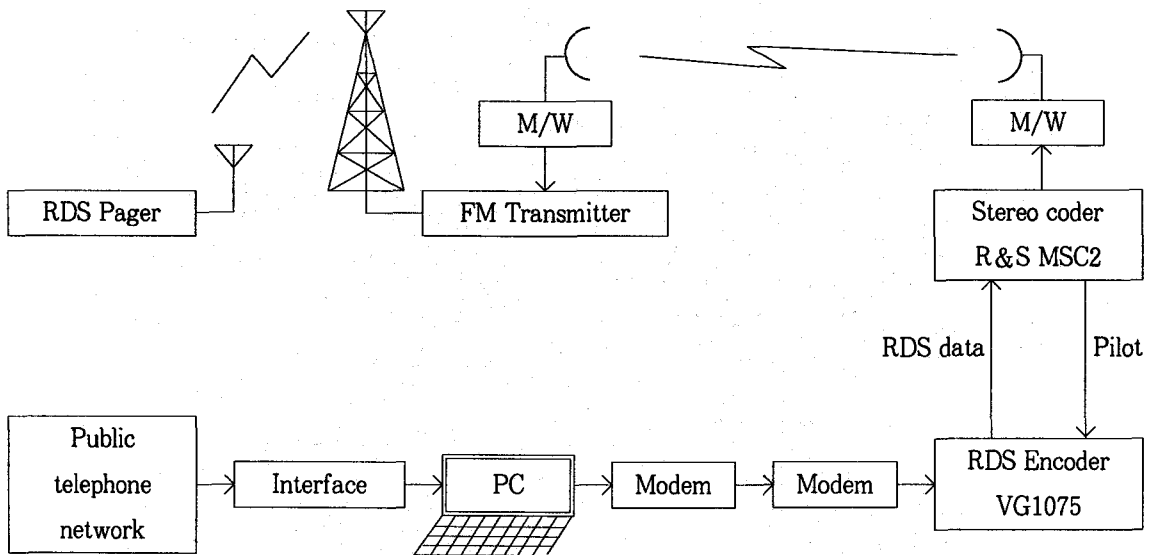 M/W
M/W
RDS Pager
FM Transmitter
Stereo coder
R&S MSC2
RDS data
Pilot
Public
telephone
network
Interface
PC
Modem
Modem
RDS Encoder
VG1075